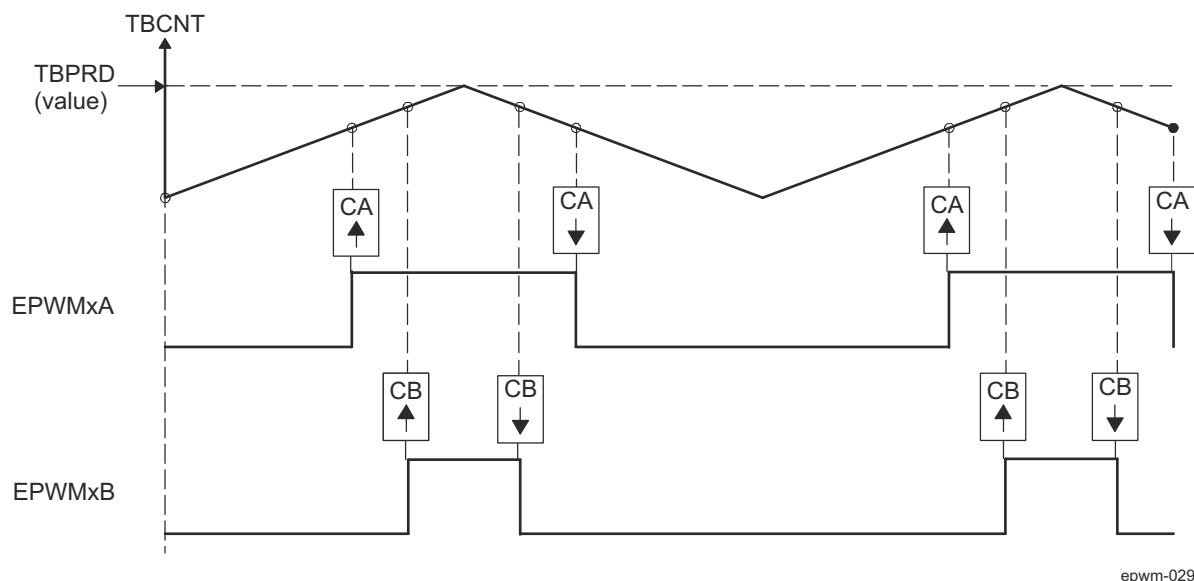 TBCNT
TBPRD
(value)
CA
CA
CA
CA
EPWMxA
CB
CB
CB
CB
EPWMxB
epwm-029